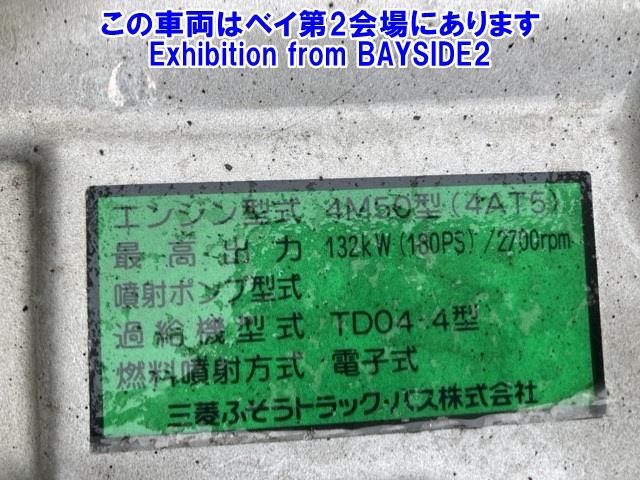 この車両はベイ第2会場にあります
Exhibition from BAYSIDE2
エンジン型式 4M50型(4AT5)
最高出力 132kW(180PS)/2700rpm
噴射ポンプ型式
過給機型式 TD04-4型
燃料噴射方式 電子式
三菱ふそうトラック・バス株式会社